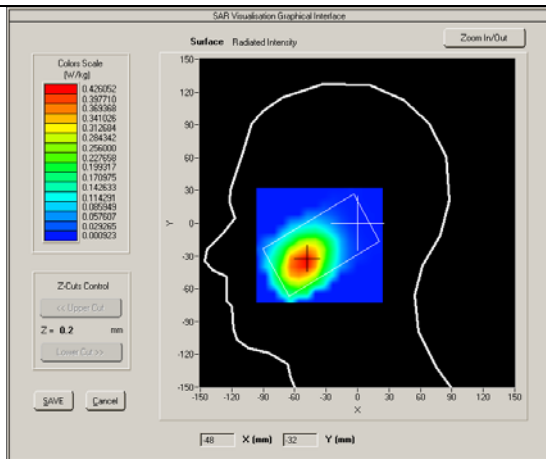 SAR Visualisation Graphical Interface
Surface Radiated Intensity
Zoom In/Out
Colors Scale
(W/kg)
0.426052
0.397710
0.369368
0.341026
0.312684
0.284342
0.256000
0.227658
0.199317
0.170975
0.142633
0.114291
0.085949
0.057607
0.029265
0.000923
Z-Cuts Control
<< Upper Cut
Z = 0.2 mm
Lower Cut >>
SAVE Cancel
150-
120-
90-
60-
30-
0-
-30-
-60-
-90-
-120-
-150-
Y
-150 -120 -90 -60 -30 0 30 60 90 120 150
X
-48 X (mm) -32 Y (mm)